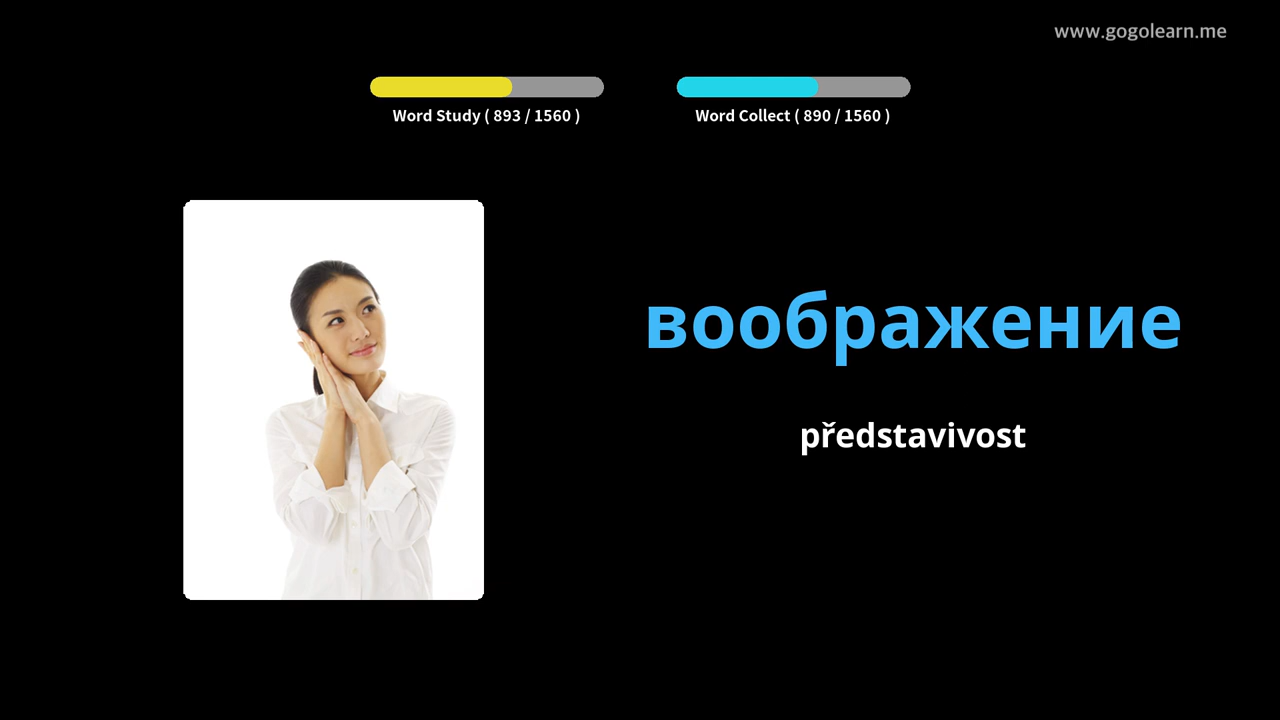 www.gogolearn.me
Word Study ( 893 / 1560 )
Word Collect ( 890 / 1560 )
воображение
představivost